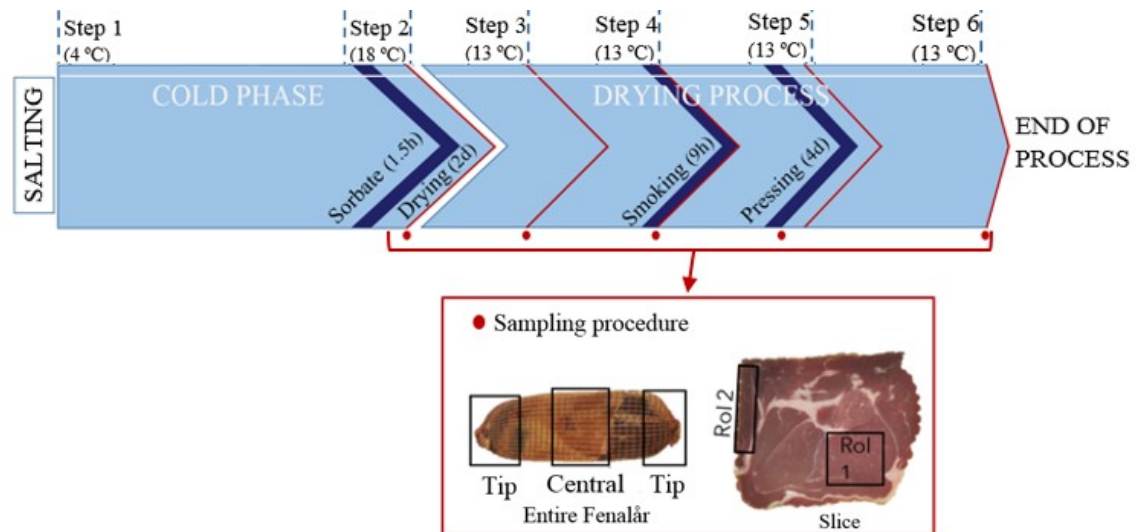 Step 1
(4 ºC)
Step 2
(18 ºC)
Step 3
(13 ºC)
Step 4
(13 ºC)
Step 5
(13 ºC)
Step 6
(13 ºC)
SALTING
COLD PHASE
DRYING PROCESS
Sorbate (1.5h)
Drying (2d)
Smoking (9h)
Pressing (4d)
END OF
PROCESS
Sampling procedure
Tip
Central
Tip
Entire Fenalår
RoI 2
RoI
1
Slice